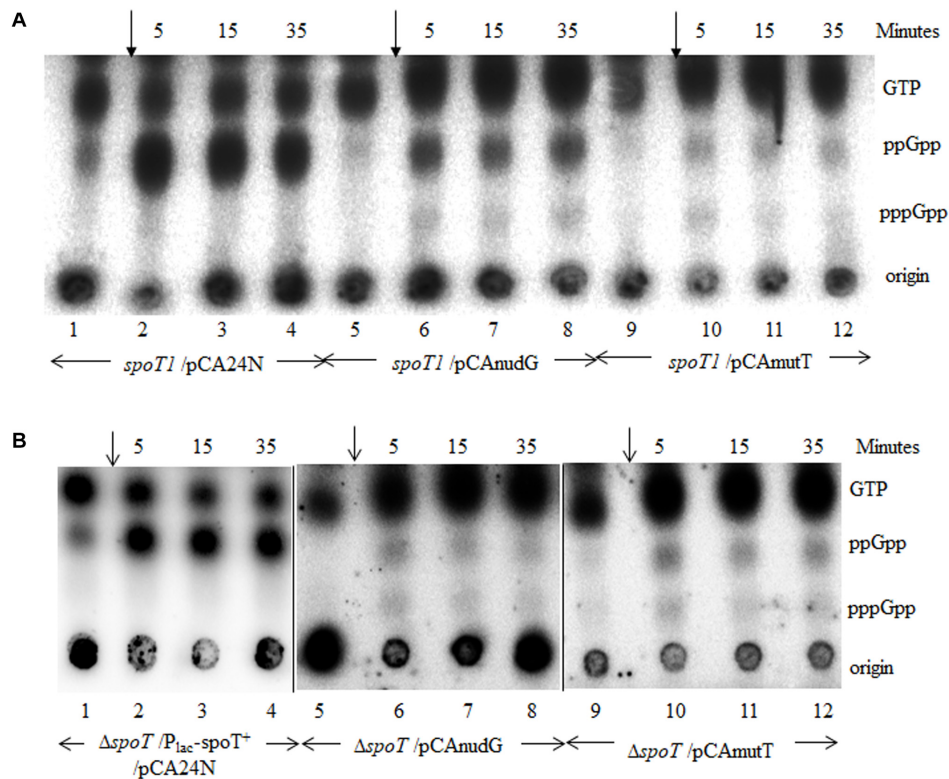 A
5 15 35 5 15 35 5 15 35 Minutes
GTP
ppGpp
pppGpp
origin
1 2 3 4 5 6 7 8 9 10 11 12
spoT1 /pCA24N spoT1 /pCAnudG spoT1 /pCAmutT
B
5 15 35 5 15 35 5 15 35 Minutes
GTP
ppGpp
pppGpp
origin
1 2 3 4 5 6 7 8 9 10 11 12
ΔspoT /Plac-spoT+ ΔspoT /pCAnudG ΔspoT /pCAmutT
/pCA24N